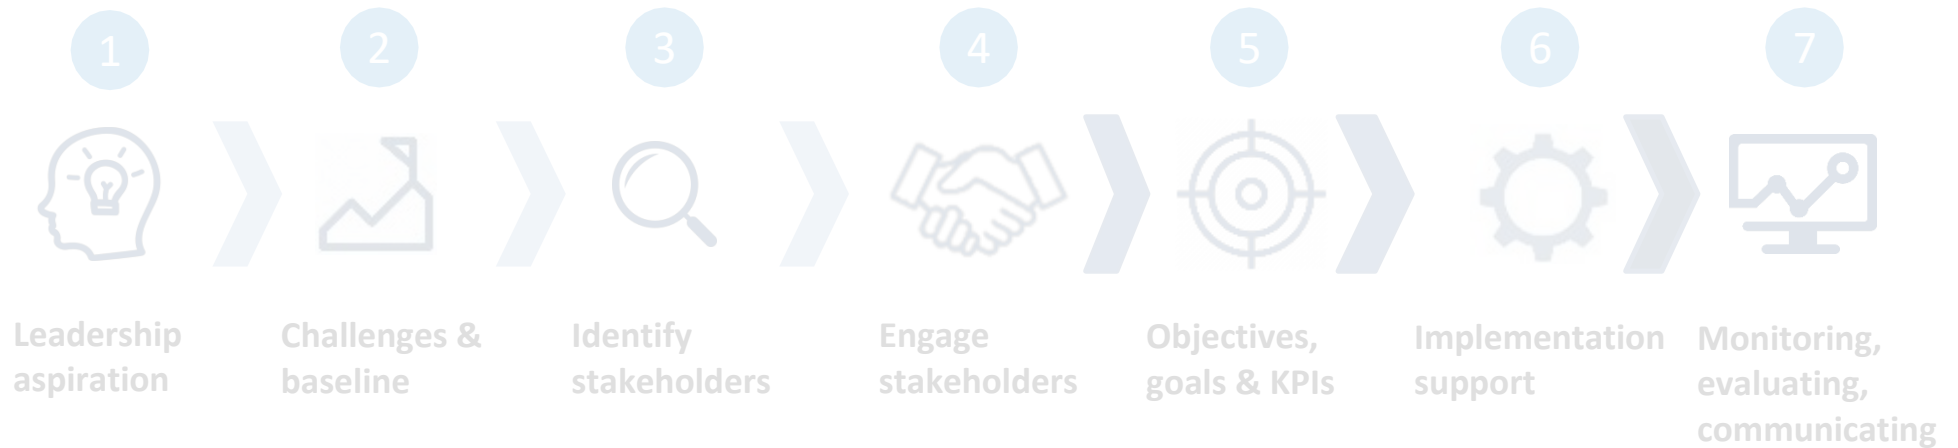 1
2
3
4
5
6
7
Leadership
aspiration
Challenges &
baseline
Identify
stakeholders
Engage
stakeholders
Objectives,
goals & KPIs
Implementation
support
Monitoring,
evaluating,
communicating